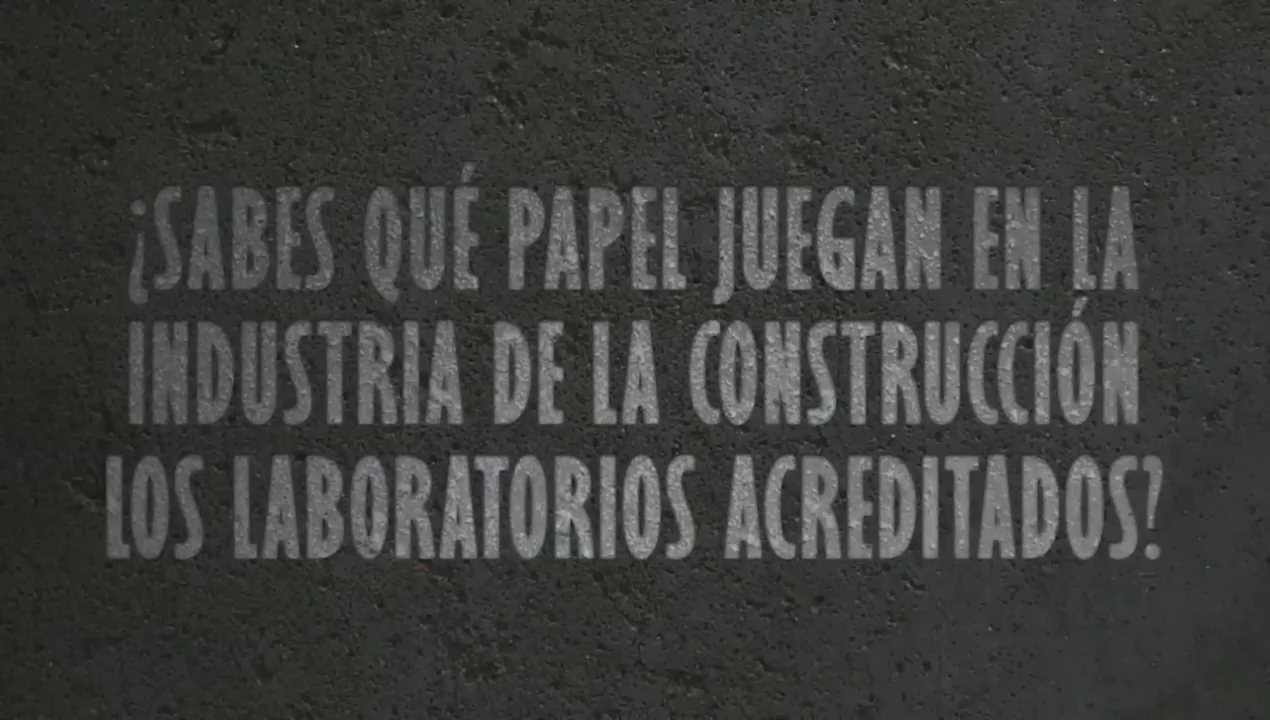 ¿SABES QUÉ PAPEL JUEGAN EN LA
INDUSTRIA DE LA CONSTRUCCIÓN
LOS LABORATORIOS ACREDITADOS?